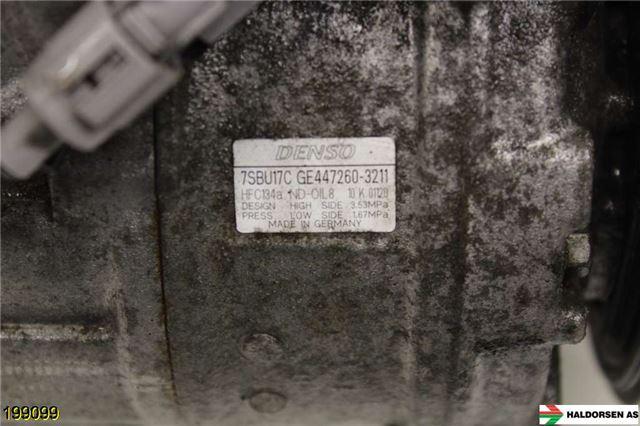 DENSO
7SBU17C GE447260-3211
HFC134a ND-OIL8 10 K 01120
DESIGN HIGH SIDE 3.53MPa
PRESS LOW SIDE 1.67MPa
MADE IN GERMANY
199099
HALDORSEN AS